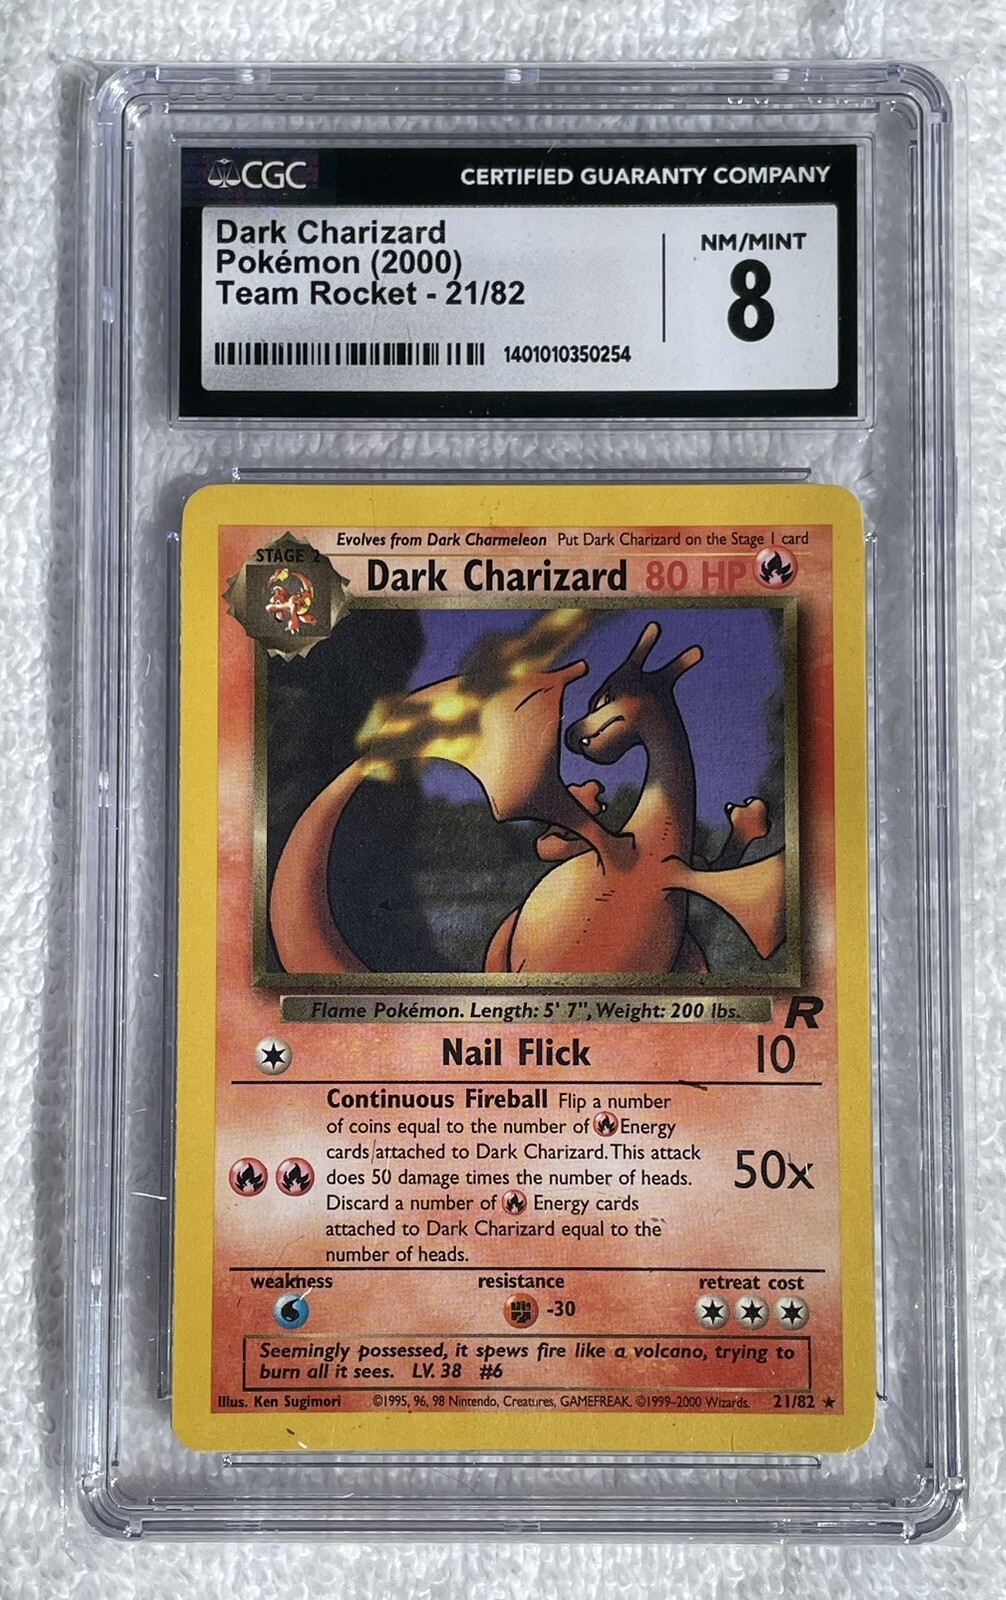 CGC CERTIFIED GUARANTY COMPANY
Dark Charizard
Pokémon (2000)
Team Rocket - 21/82
1401010350254
NM/MINT
8
STAGE 2
Evolves from Dark Charmeleon Put Dark Charizard on the Stage 1 card
Dark Charizard 80 HP
Flame Pokémon. Length: 5' 7", Weight: 200 lbs.
R
Nail Flick 10
Continuous Fireball Flip a number
of coins equal to the number of Energy
cards attached to Dark Charizard. This attack
does 50 damage times the number of heads.
Discard a number of Energy cards
attached to Dark Charizard equal to the
number of heads.
50x
weakness resistance retreat cost
-30
Seemingly possessed, it spews fire like a volcano, trying to
burn all it sees. LV. 38 #6
Illus. Ken Sugimori ©1995, 96, 98 Nintendo, Creatures, GAMEFREAK. ©1999-2000 Wizards. 21/82 ★